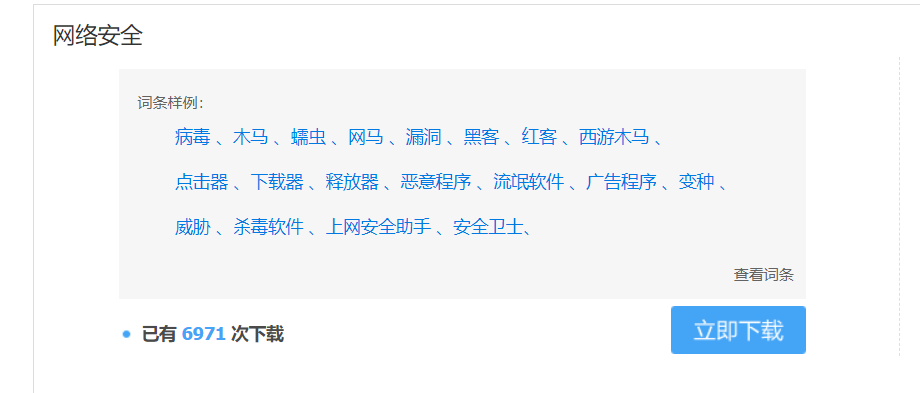 网络安全
词条样例:
病毒 、木马 、蠕虫 、网马 、漏洞 、黑客 、红客 、西游木马 、
点击器 、下载器 、释放器 、恶意程序 、流氓软件 、广告程序 、变种 、
威胁 、杀毒软件 、上网安全助手 、安全卫士、
查看词条
已有 6971 次下载
立即下载